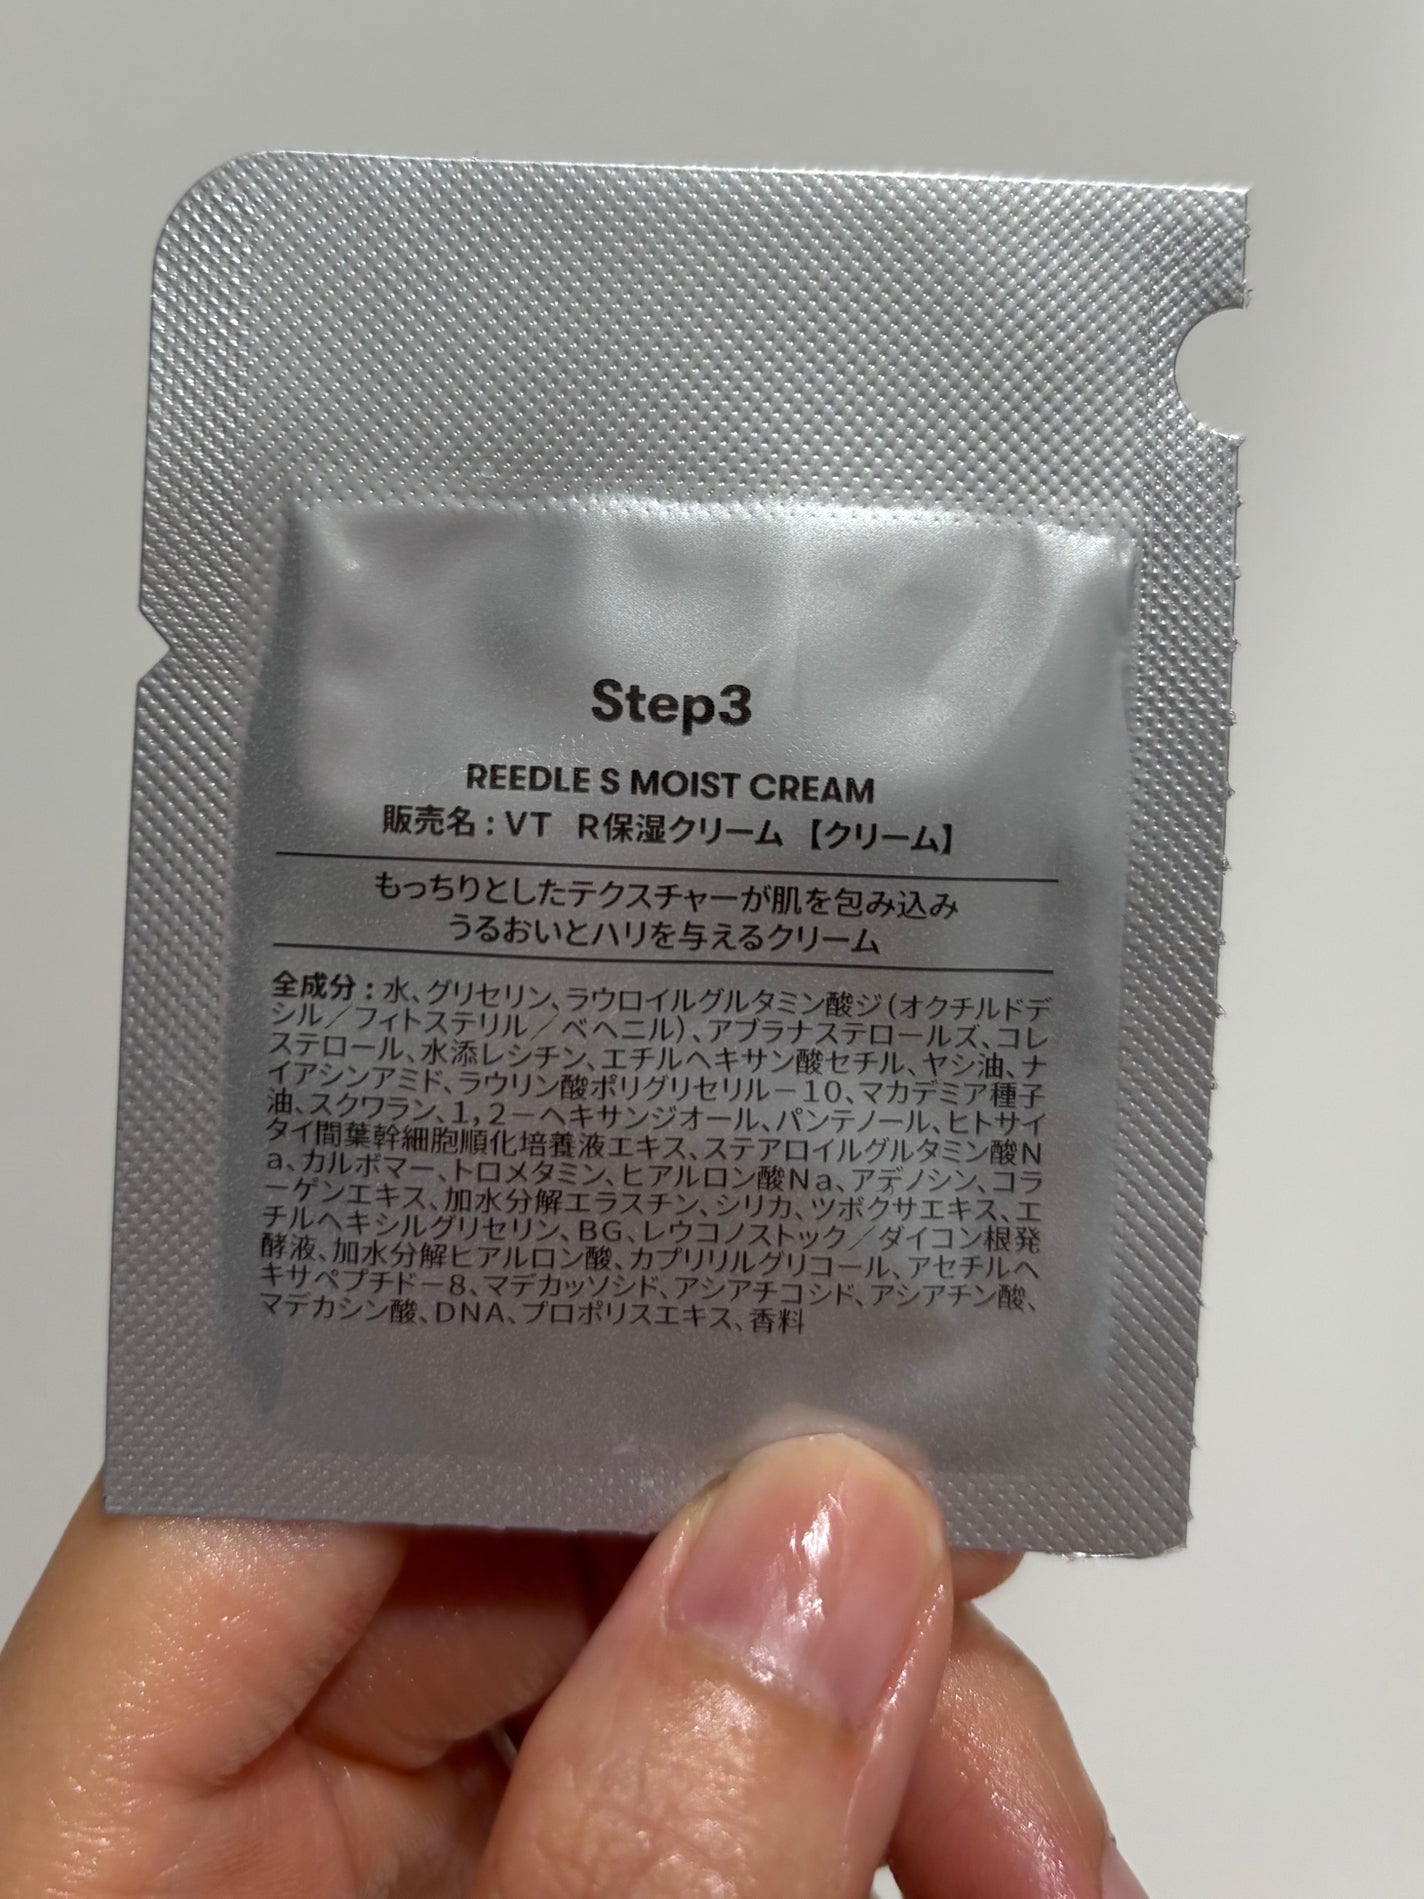 Step3
REEDLE S MOIST CREAM
販売名：VT　R保湿クリーム【クリーム】
もっちりとしたテクスチャーが肌を包み込み
うるおいとハリを与えるクリーム
全成分：水、グリセリン、ラウロイルグルタミン酸ジ(オクチルドデ
シル／フィトステリル／ベヘニル)、アブラナステロールズ、コレ
ステロール、水添レシチン、エチルヘキサン酸セチル、ヤシ油、ナ
イアシンアミド、ラウリン酸ポリグリセリル－10、マカデミア種子
油、スクワラン、1,2－ヘキサンジオール、パンテノール、ヒトサイ
タイ間葉幹細胞順化培養液エキス、ステアロイルグルタミン酸N
a、カルボマー、トロメタミン、ヒアルロン酸Na、アデノシン、コラ
ーゲンエキス、加水分解エラスチン、シリカ、ツボクサエキス、エ
チルヘキシルグリセリン、BG、レウコノストック／ダイコン根発
酵液、加水分解ヒアルロン酸、カプリリルグリコール、アセチルヘ
キサペプチド－8、マデカッソシド、アシアチコシド、アシアチン酸、
マデカシン酸、DNA、プロポリスエキス、香料